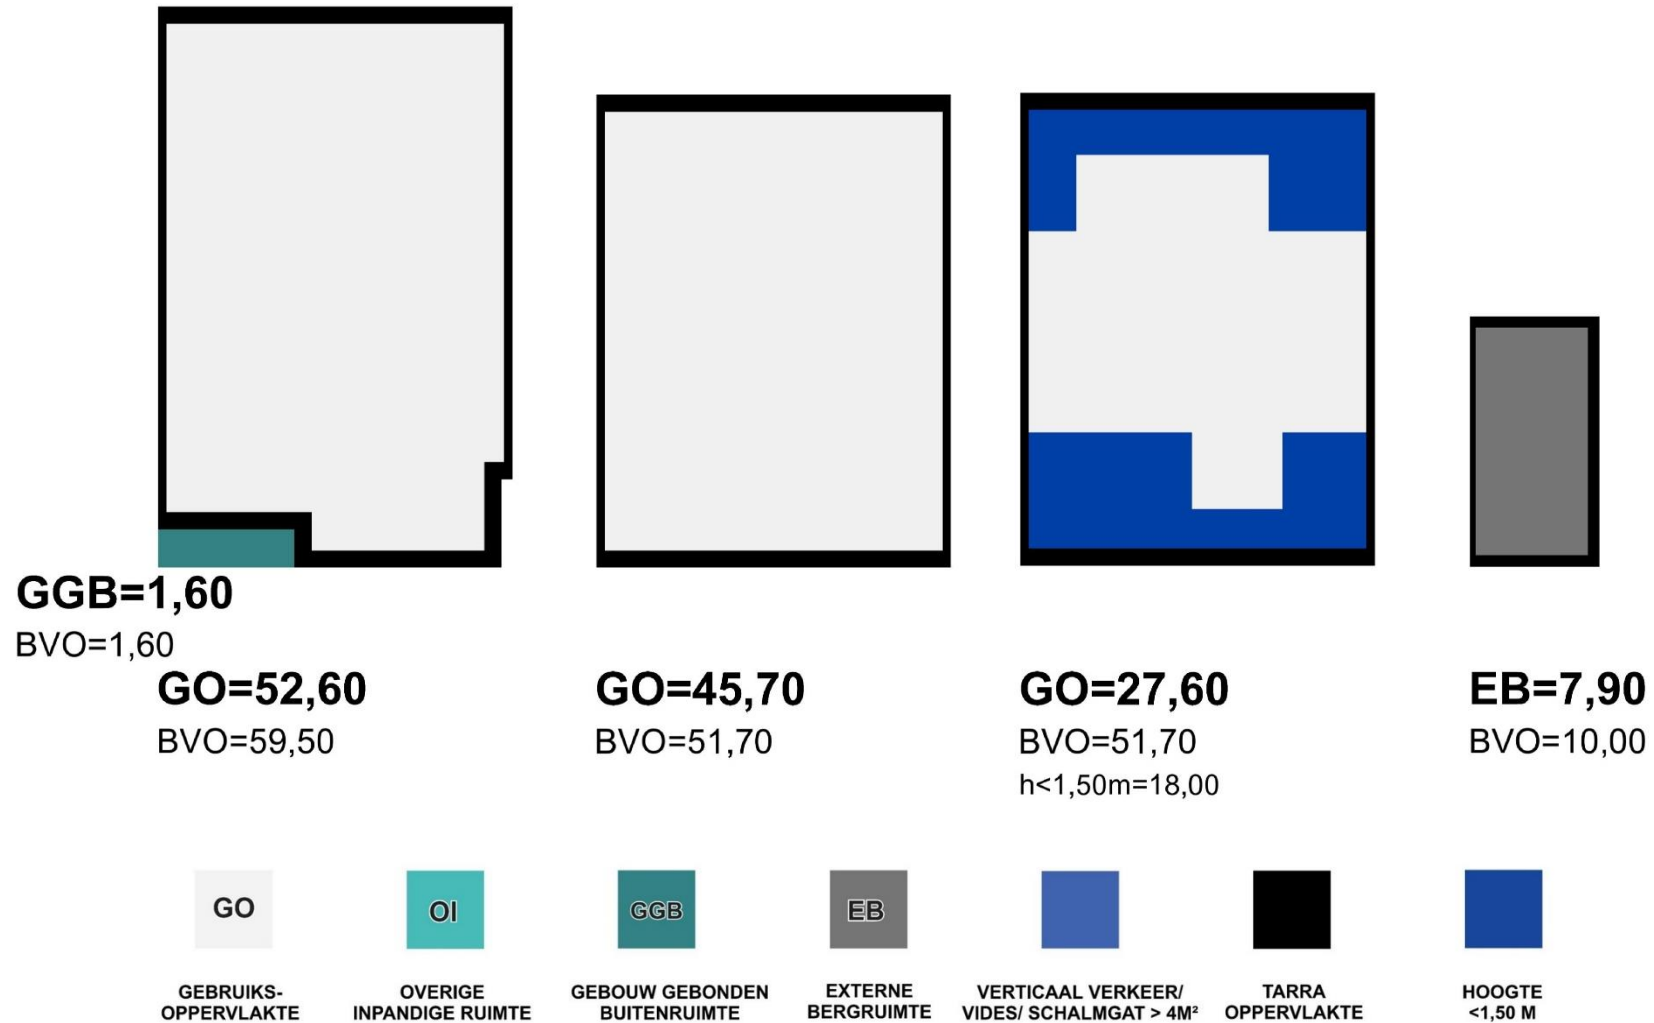 GGB=1,60
BVO=1,60
GO=52,60
BVO=59,50
GO=45,70
BVO=51,70
GO=27,60
BVO=51,70
h<1,50m=18,00
EB=7,90
BVO=10,00
GO
GEBRUIKS-
OPPERVLAKTE
OI
OVERIGE
INPANDIGE RUIMTE
GGB
GEBOUW GEBONDEN
BUITENRUIMTE
EB
EXTERNE
BERGRUIMTE
VERTICAAL VERKEER/
VIDES/ SCHALMGAT > 4M²
TARRA
OPPERVLAKTE
HOOGTE
<1,50 M